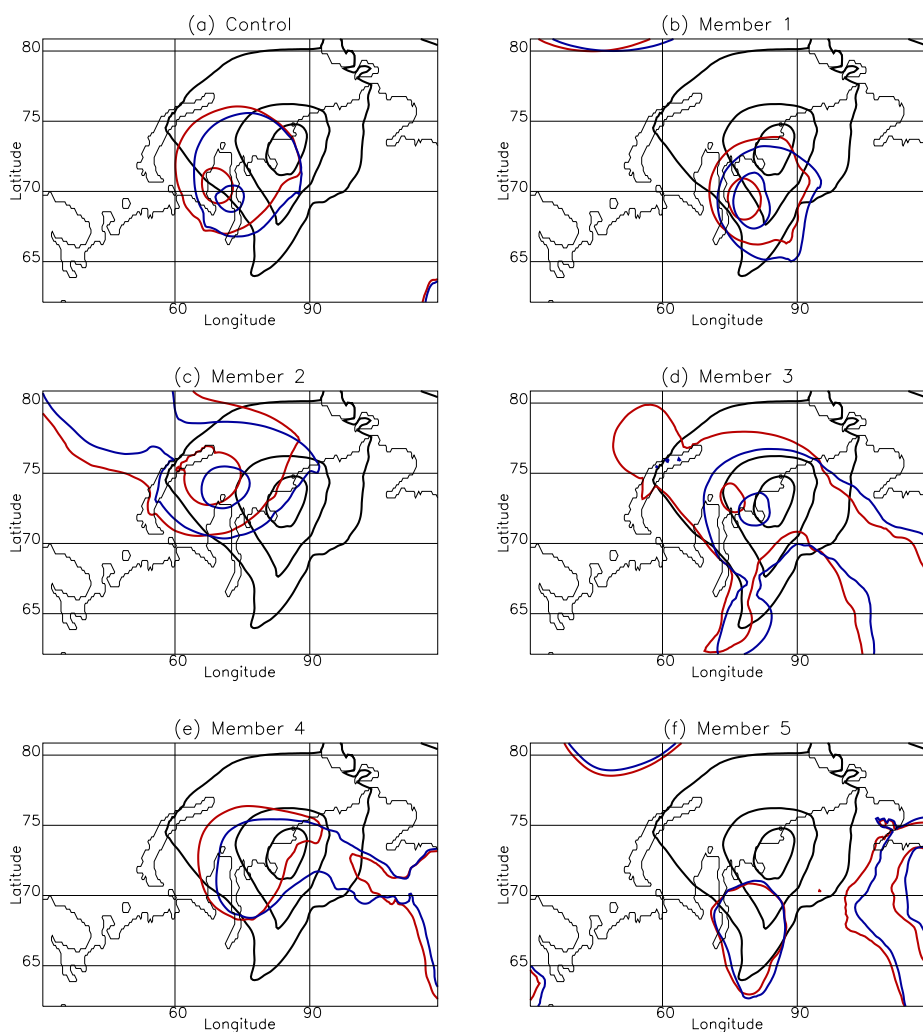 (a) Control
(b) Member 1
80
75
70
65
Latitude
60
90
Longitude
80
75
70
65
Latitude
60
90
Longitude
(c) Member 2
(d) Member 3
80
75
70
65
Latitude
60
90
Longitude
80
75
70
65
Latitude
60
90
Longitude
(e) Member 4
(f) Member 5
80
75
70
65
Latitude
60
90
Longitude
80
75
70
65
Latitude
60
90
Longitude